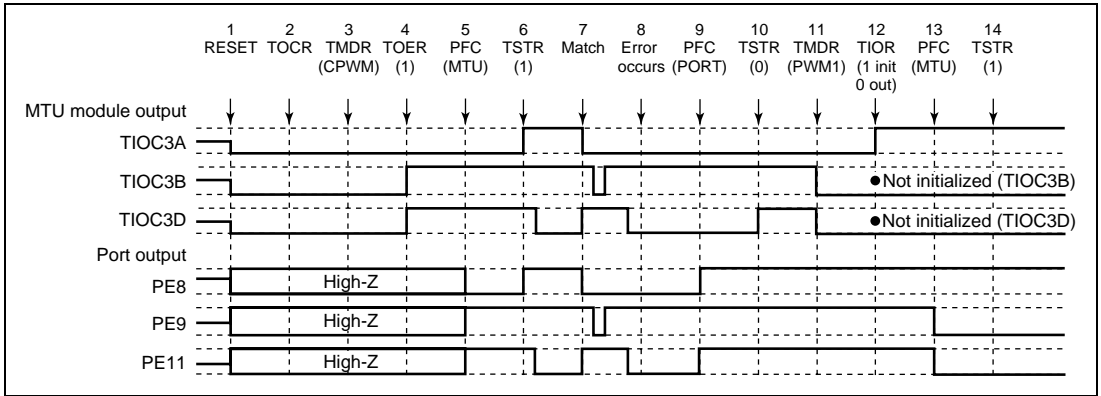 1 2 3 4 5 6 7 8 9 10 11 12 13 14
RESET TOCR TMDR TOER PFC TSTR Match Error PFC TSTR TMDR TIOR PFC TSTR
(CPWM) (1) (MTU) (1) occurs (PORT) (0) (PWM1) (1 init (MTU) (1)
0 out)
MTU module output
TIOC3A
TIOC3B ●Not initialized (TIOC3B)
TIOC3D ●Not initialized (TIOC3D)
Port output
PE8 High-Z
PE9 High-Z
PE11 High-Z